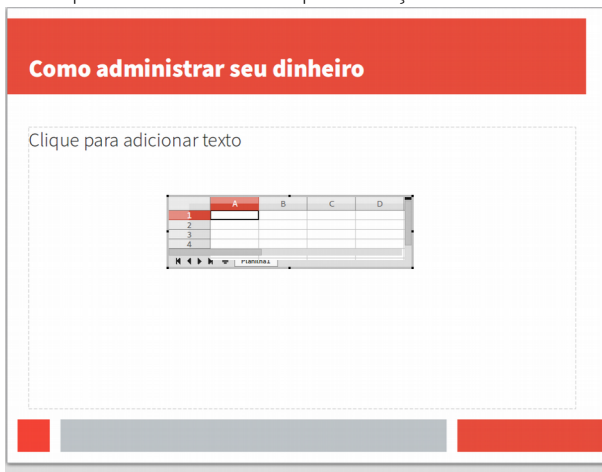 Como administrar seu dinheiro
Clique para adicionar texto
A B C D
1
2
3
4
Planilha1